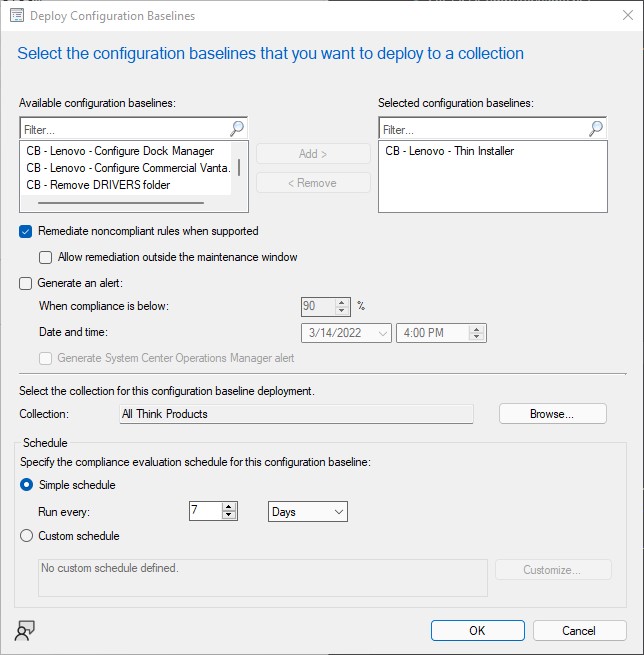 Deploy Configuration Baselines
Select the configuration baselines that you want to deploy to a collection
Available configuration baselines:
Selected configuration baselines:
Filter...
Filter...
CB - Lenovo - Configure Dock Manager
CB - Lenovo - Configure Commercial Vanta.
CB - Remove DRIVERS folder
Add >
< Remove
CB - Lenovo - Thin Installer
Remediate noncompliant rules when supported
Allow remediation outside the maintenance window
Generate an alert:
When compliance is below: 90 %
Date and time: 3/14/2022 4:00 PM
Generate System Center Operations Manager alert
Select the collection for this configuration baseline deployment.
Collection: All Think Products Browse...
Schedule
Specify the compliance evaluation schedule for this configuration baseline:
Simple schedule
Run every: 7 Days
Custom schedule
No custom schedule defined. Customize...
OK Cancel